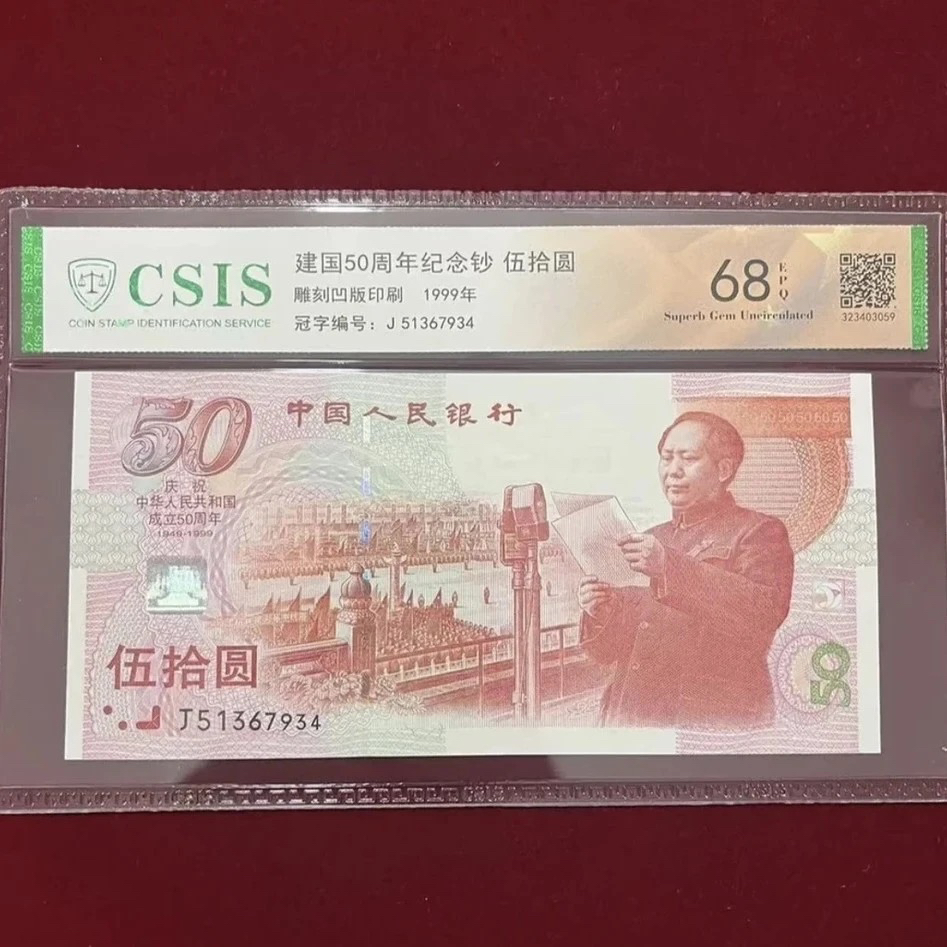 CSIS
COIN STAMP IDENTIFICATION SERVICE
建国50周年纪念钞 伍拾圆
雕刻凹版印刷 1999年
冠字编号：J 51367934
68
EPQ
Superb Gem Uncirculated
323403059
50
中国人民银行
庆祝
中华人民共和国
成立50周年
1949-1999
5050505050
伍拾圆
J51367934
50